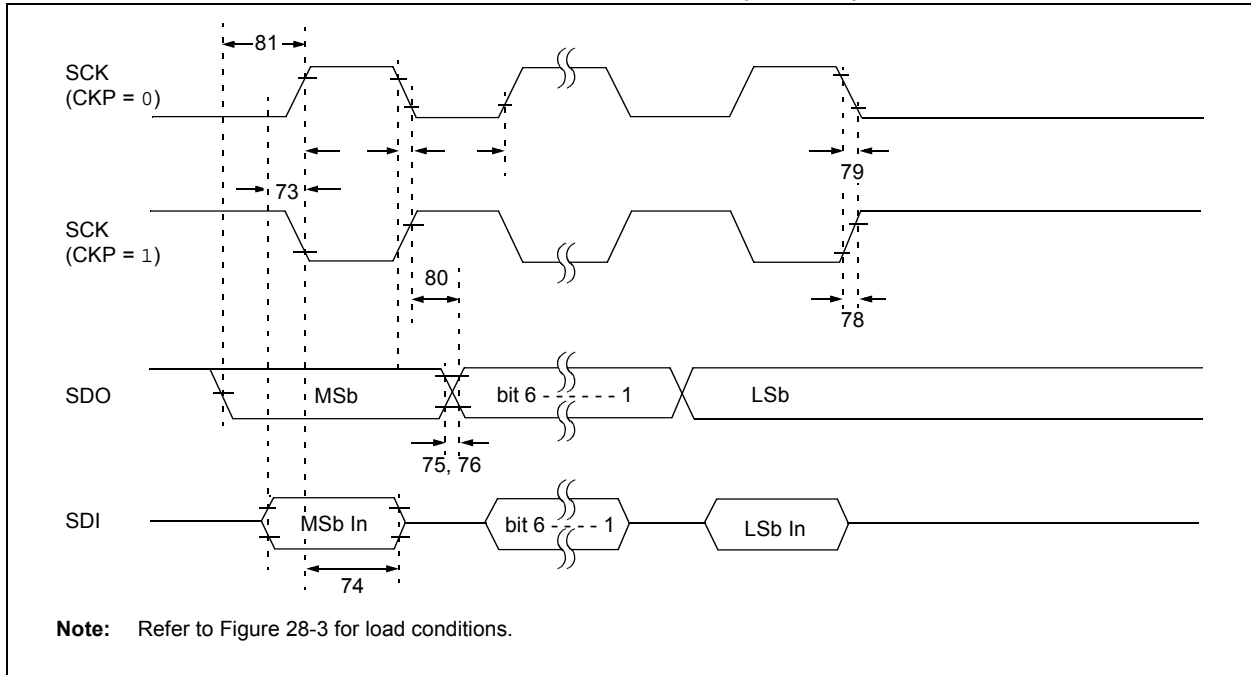 81
SCK
(CKP = 0)
79
73
SCK
(CKP = 1)
80
78
SDO
MSb
bit 6 - - - - - - 1
LSb
75, 76
SDI
MSb In
bit 6 - - - - - 1
LSb In
74
Note: Refer to Figure 28-3 for load conditions.